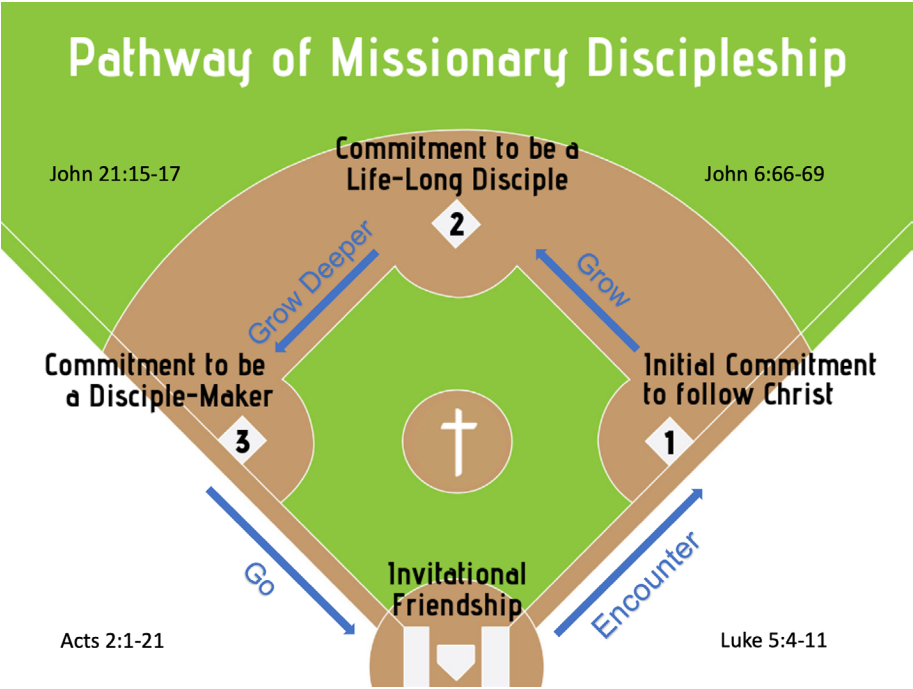 Pathway of Missionary Discipleship
Commitment to be a
Life-Long Disciple
John 21:15-17
John 6:66-69
2
Grow Deeper
Grow
Commitment to be
a Disciple-Maker
Initial Commitment
to follow Christ
3
1
Go
Encounter
Invitational
Friendship
Acts 2:1-21
Luke 5:4-11